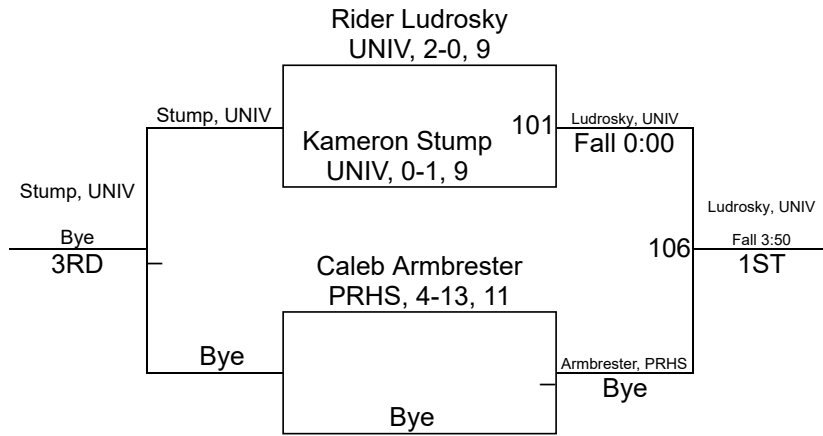 Rider Ludrosky
UNIV, 2-0, 9
Stump, UNIV
101
Ludrosky, UNIV
Kameron Stump
UNIV, 0-1, 9
Fall 0:00
Stump, UNIV
Ludrosky, UNIV
Bye
3RD
106
Fall 3:50
1ST
Caleb Armbrester
PRHS, 4-13, 11
Bye
Armbrester, PRHS
Bye
Bye